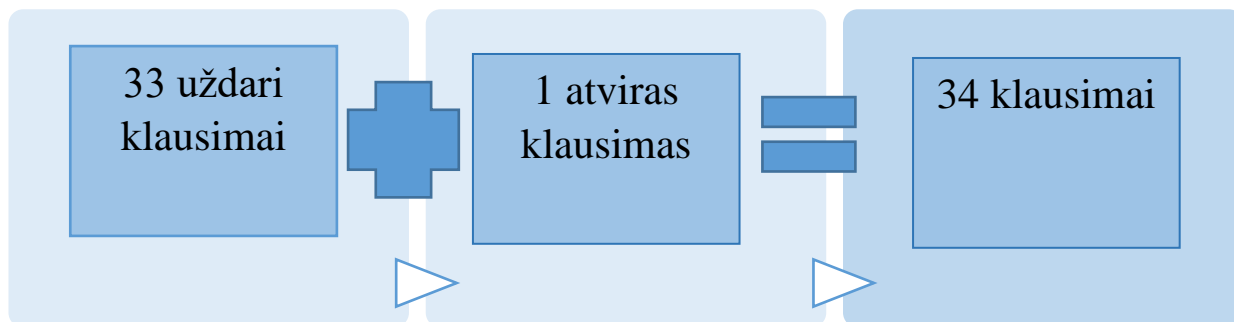 33 uždari
klausimai
1 atviras
klausimas
34 klausimai